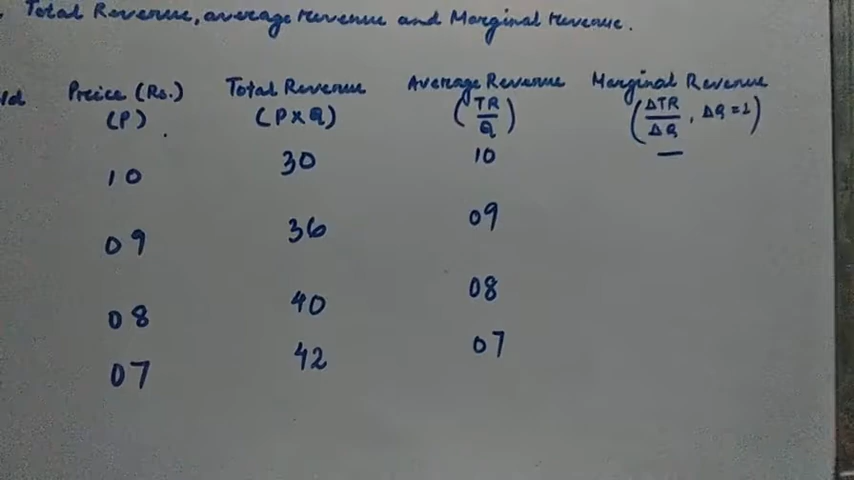 Total Revenue, average revenue and Marginal revenue.
Price (Rs.) Total Revenue Average Revenue Marginal Revenue
(P) (P×Q) (TR/Q) (ΔTR/ΔQ, ΔQ=1)
10 30 10 —
09 36 09
08 40 08
07 42 07